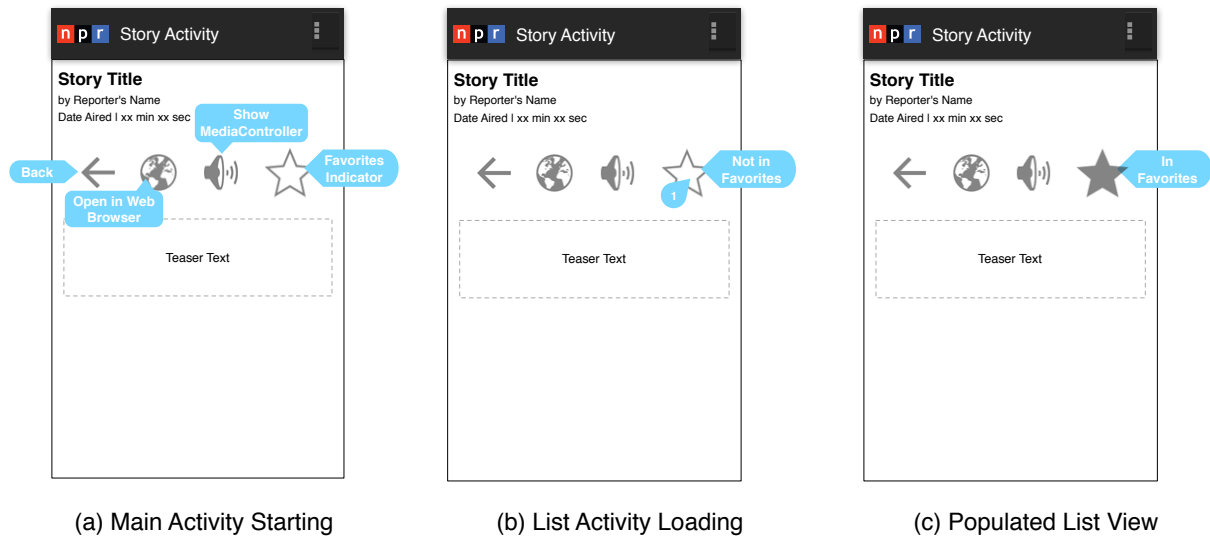 npr Story Activity
Story Title
by Reporter's Name
Date Aired | xx min xx sec
Show
MediaController
Back
Favorites
Indicator
Open in Web
Browser
Teaser Text
(a) Main Activity Starting
npr Story Activity
Story Title
by Reporter's Name
Date Aired | xx min xx sec
Not in
Favorites
1
Teaser Text
(b) List Activity Loading
npr Story Activity
Story Title
by Reporter's Name
Date Aired | xx min xx sec
In
Favorites
Teaser Text
(c) Populated List View